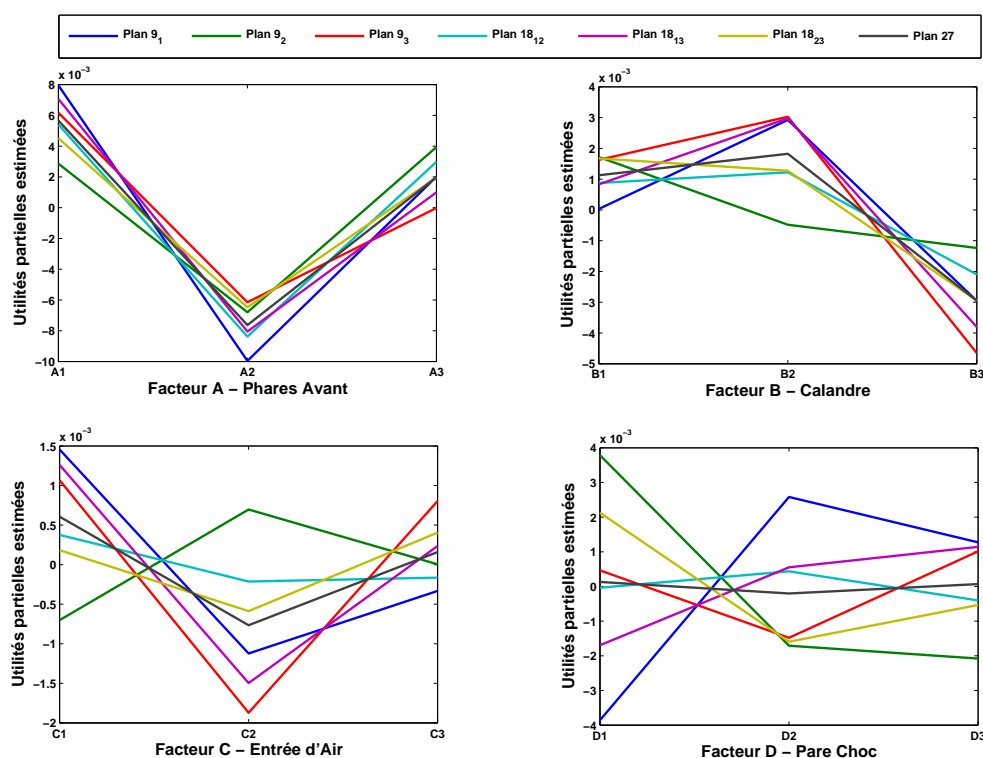 Plan 9₁ Plan 9₂ Plan 9₃ Plan 18₁₂ Plan 18₁₃ Plan 18₂₃ Plan 27
x 10⁻³
8
6
4
2
0
−2
−4
−6
−8
−10
A1 A2 A3
Utilités partielles estimées
Facteur A − Phares Avant
x 10⁻³
4
3
2
1
0
−1
−2
−3
−4
−5
B1 B2 B3
Utilités partielles estimées
Facteur B − Calandre
x 10⁻³
1.5
1
0.5
0
−0.5
−1
−1.5
−2
C1 C2 C3
Utilités partielles estimées
Facteur C − Entrée d'Air
x 10⁻³
4
3
2
1
0
−1
−2
−3
−4
D1 D2 D3
Utilités partielles estimées
Facteur D − Pare Choc